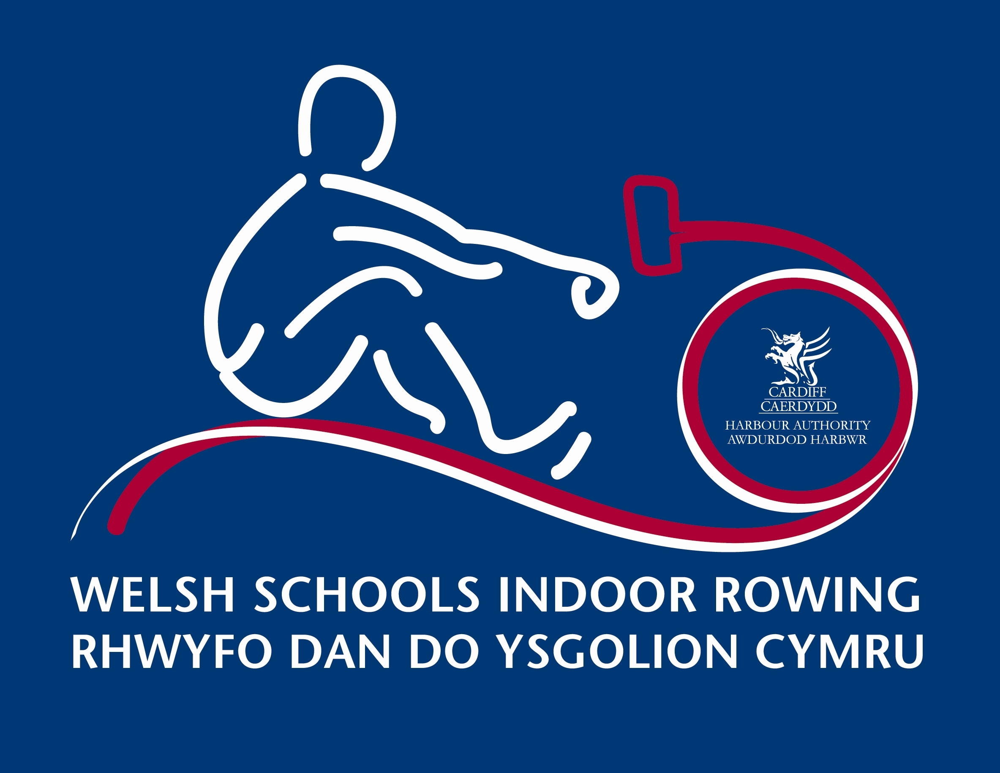 CARDIFF
CAERDYDD
HARBOUR AUTHORITY
AWDURDOD HARBWR
WELSH SCHOOLS INDOOR ROWING
RHWYFO DAN DO YSGOLION CYMRU